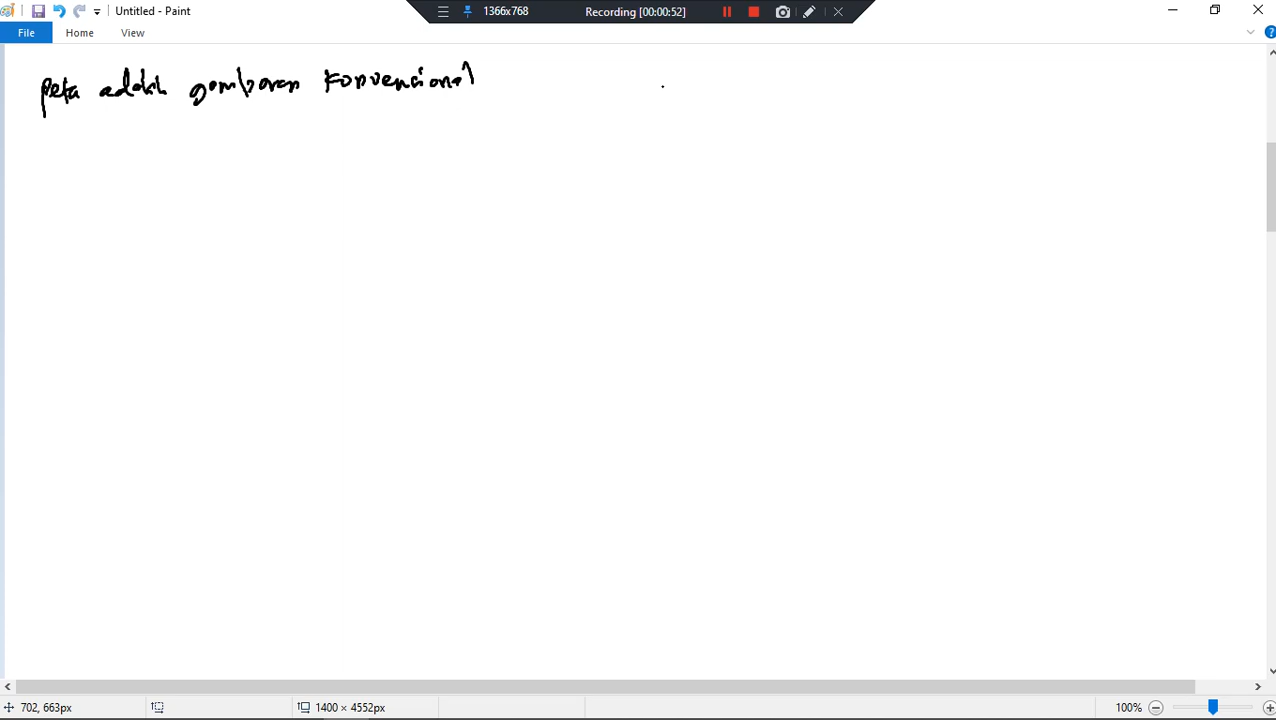 Untitled - Paint
1366x768
Recording [00:00:52]
File Home View
peta adalah gambaran konvensional
702, 663px
1400 × 4552px
100%